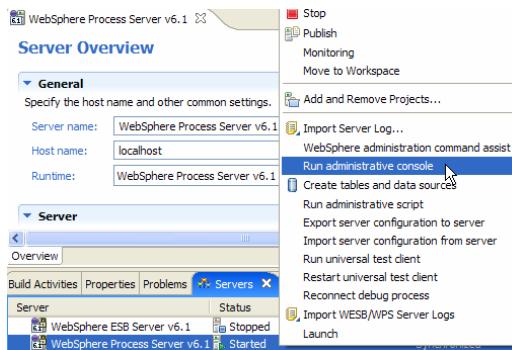 WebSphere Process Server v6.1
Server Overview
General
Specify the host name and other common settings.
Server name: WebSphere Process Server v6.1
Host name: localhost
Runtime: WebSphere Process Server v6.1
Server
Overview
Build Activities Properties Problems Servers
Server Status
WebSphere ESB Server v6.1 Stopped
WebSphere Process Server v6.1 Started
Synchronized
Stop
Publish
Monitoring
Move to Workspace
Add and Remove Projects...
Import Server Log...
WebSphere administration command assist
Run administrative console
Create tables and data sources
Run administrative script
Export server configuration to server
Import server configuration from server
Run universal test client
Restart universal test client
Reconnect debug process
Import WESB/WPS Server Logs
Launch